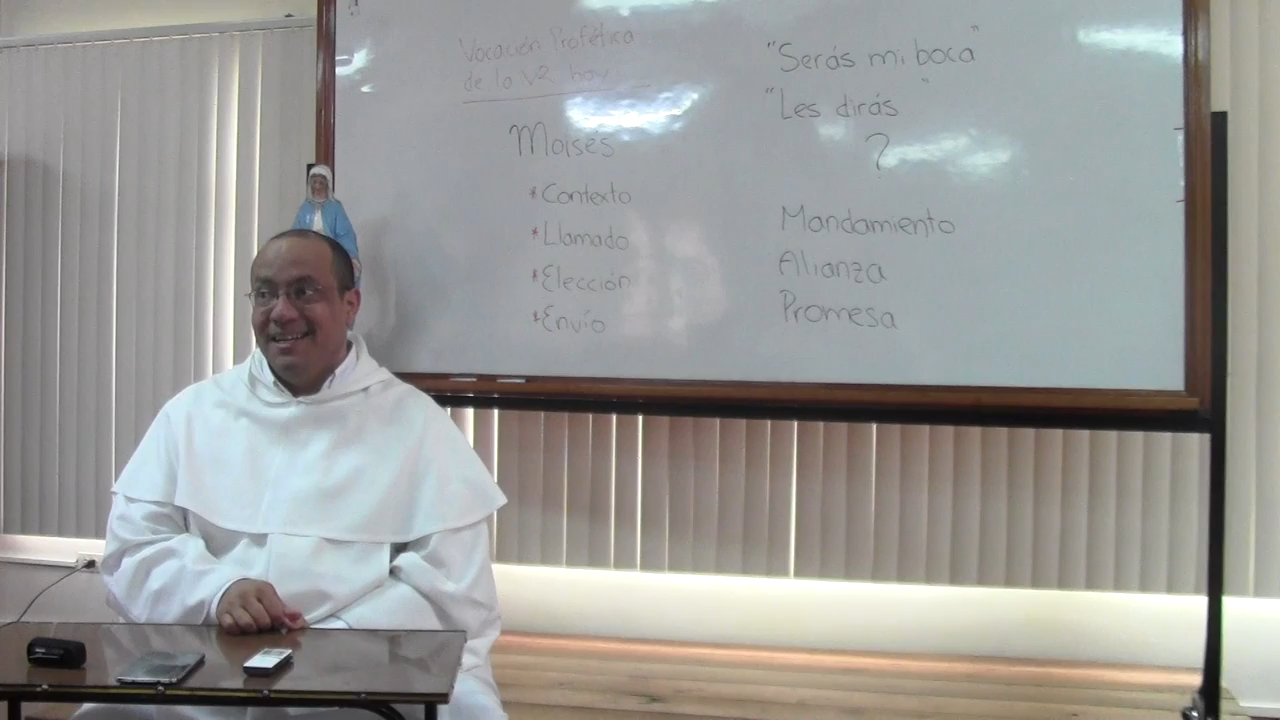 Vocación Profética
de la VR hoy
Moisés
*Contexto
*Llamado
*Elección
*Envío
"Serás mi boca"
"Les dirás "
?
Mandamiento
Alianza
Promesa